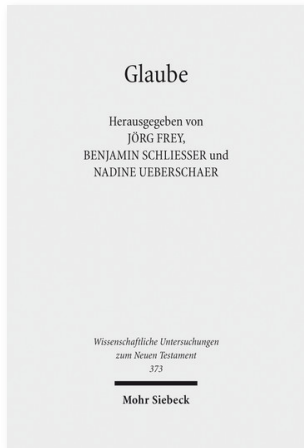 Glaube
Herausgegeben von
JÖRG FREY,
BENJAMIN SCHLIESSER und
NADINE UEBERSCHAER
Wissenschaftliche Untersuchungen
zum Neuen Testament
373
Mohr Siebeck